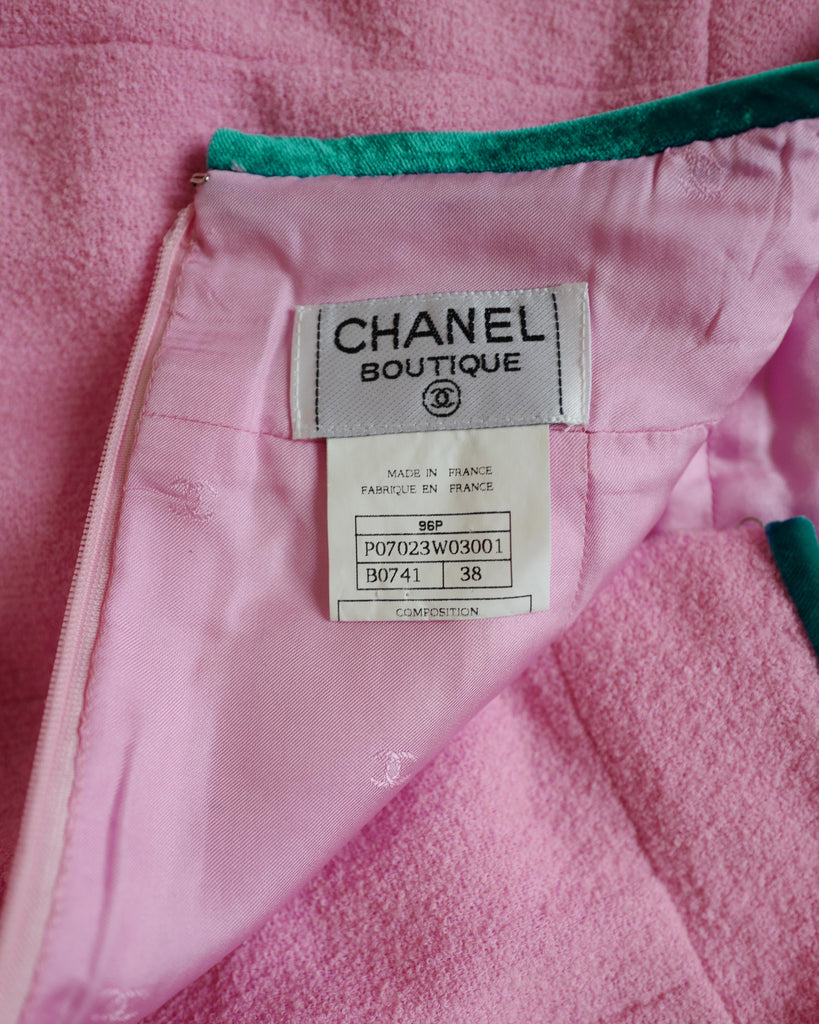 CHANEL
BOUTIQUE
MADE IN FRANCE
FABRIQUE EN FRANCE
96P
P07023W03001
B0741 38
COMPOSITION